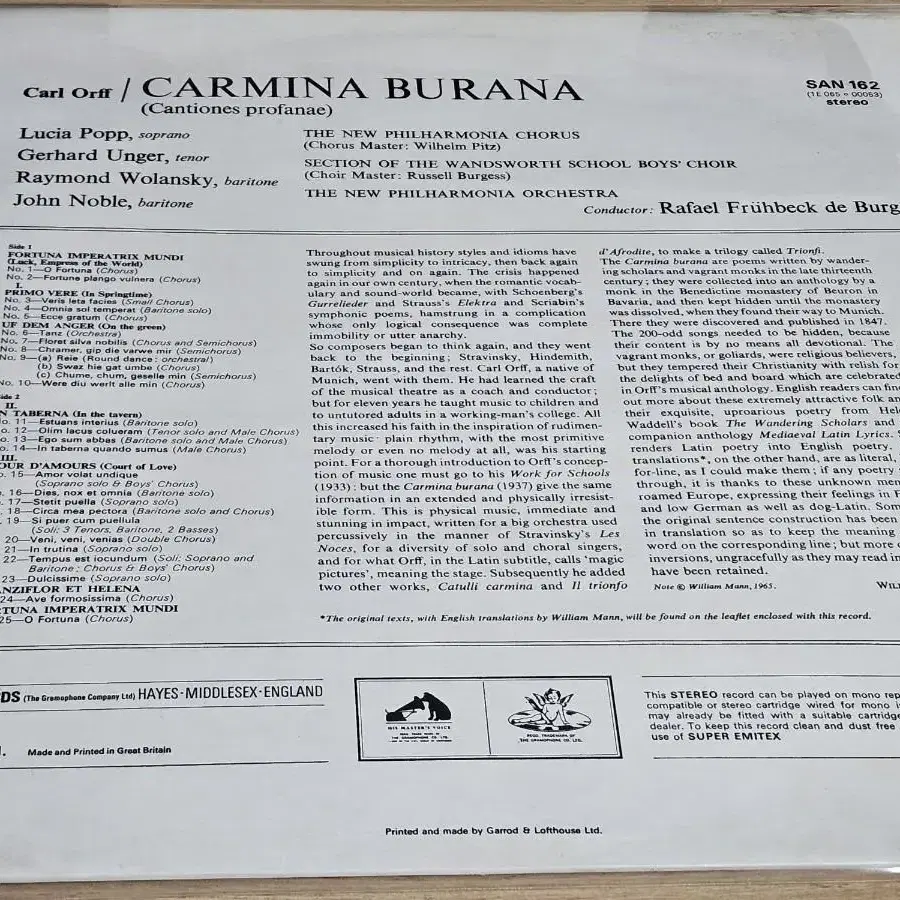 Carl Orff / CARMINA BURANA
(Cantiones profanae)
SAN 162
(1E 065 o 00053)
stereo
Lucia Popp, soprano
Gerhard Unger, tenor
Raymond Wolansky, baritone
John Noble, baritone
THE NEW PHILHARMONIA CHORUS
(Chorus Master: Wilhelm Pitz)
SECTION OF THE WANDSWORTH SCHOOL BOYS' CHOIR
(Choir Master: Russell Burgess)
THE NEW PHILHARMONIA ORCHESTRA
Conductor: Rafael Frühbeck de Burg
Side 1
FORTUNA IMPERATRIX MUNDI
(Luck, Empress of the World)
No. 1—O Fortuna (Chorus)
No. 2—Fortune plango vulnera (Chorus)
I.
PRIMO VERE (In Springtime)
No. 3—Veris leta facies (Small Chorus)
No. 4—Omnia sol temperat (Baritone solo)
No. 5—Ecce gratum (Chorus)
UF DEM ANGER (On the green)
No. 6—Tanz (Orchestra)
No. 7—Floret silva nobilis (Chorus and Semichorus)
No. 8—Chramer, gip die varwe mir (Semichorus)
No. 9—(a) Reie (Round dance: orchestral)
(b) Swaz hie gat umbe (Chorus)
(c) Chume, chum, geselle min (Semichorus)
No. 10—Were diu werlt alle min (Chorus)
ide 2
II.
N TABERNA (In the tavern)
o. 11—Estuans interius (Baritone solo)
o. 12—Olim lacus colueram (Tenor solo and Male Chorus)
o. 13—Ego sum abbas (Baritone solo and Male Chorus)
o. 14—In taberna quando sumus (Male Chorus)
III.
OUR D'AMOURS (Court of Love)
o. 15—Amor volat undique
(Soprano solo & Boys' Chorus)
. 16—Dies, nox et omnia (Baritone solo)
. 17—Stetit puella (Soprano solo)
. 18—Circa mea pectora (Baritone solo and Chorus)
. 19—Si puer cum puellula
(Soli; 3 Tenors, Baritone, 2 Basses)
20—Veni, veni, venias (Double Chorus)
21—In trutina (Soprano solo)
22—Tempus est iocundum (Soli: Soprano and
Baritone: Chorus & Boys' Chorus)
23—Dulcissime (Soprano solo)
ANZIFLOR ET HELENA
24—Ave formosissima (Chorus)
RTUNA IMPERATRIX MUNDI
25—O Fortuna (Chorus)
Throughout musical history styles and idioms have
swung from simplicity to intricacy, then back again
to simplicity and on again. The crisis happened
again in our own century, when the romantic vocab-
ulary and sound-world became, with Schoenberg's
Gurrelieder and Strauss's Elektra and Scriabin's
symphonic poems, hamstrung in a complication
whose only logical consequence was complete
immobility or utter anarchy.
So composers began to think again, and they went
back to the beginning; Stravinsky, Hindemith,
Bartók, Strauss, and the rest. Carl Orff, a native of
Munich, went with them. He had learned the craft
of the musical theatre as a coach and conductor;
but for eleven years he taught music to children and
to untutored adults in a working-man's college. All
this increased his faith in the inspiration of rudimen-
tary music: plain rhythm, with the most primitive
melody or even no melody at all, was his starting
point. For a thorough introduction to Orff's concep-
tion of music one must go to his Work for Schools
(1933); but the Carmina burana (1937) give the same
information in an extended and physically irresist-
ible form. This is physical music, immediate and
stunning in impact, written for a big orchestra used
percussively in the manner of Stravinsky's Les
Noces, for a diversity of solo and choral singers,
and for what Orff, in the Latin subtitle, calls 'magic
pictures', meaning the stage. Subsequently he added
two other works, Catulli carmina and Il trionfo
d'Afrodite, to make a trilogy called Trionfi.
The Carmina burana are poems written by wander-
ing scholars and vagrant monks in the late thirteenth
century; they were collected into an anthology by a
monk in the Benedictine monastery of Beuron in
Bavaria, and then kept hidden until the monastery
was dissolved, when they found their way to Munich.
There they were discovered and published in 1847.
The 200-odd songs needed to be hidden, because
their content is by no means all devotional. The
vagrant monks, or goliards, were religious believers,
but they tempered their Christianity with relish for
the delights of bed and board which are celebrated
in Orff's musical anthology. English readers can find
out more about these extremely attractive folk an
their exquisite, uproarious poetry from Hel
Waddell's book The Wandering Scholars and
companion anthology Mediaeval Latin Lyrics. S
renders Latin poetry into English poetry.
translations*, on the other hand, are as literal,
for-line, as I could make them; if any poetry
through, it is thanks to these unknown men
roamed Europe, expressing their feelings in F
and low German as well as dog-Latin. Som
the original sentence construction has been
in translation so as to keep the meaning
word on the corresponding line; but more
inversions, ungracefully as they may read in
have been retained.
Note © William Mann, 1965.
WILL
*The original texts, with English translations by William Mann, will be found on the leaflet enclosed with this record.
DS (The Gramophone Company Ltd) HAYES·MIDDLESEX·ENGLAND
Made and Printed in Great Britain
HIS MASTER'S VOICE
REGD. TRADEMARK OF
THE GRAMOPHONE CO. LTD.
This STEREO record can be played on mono rep
compatible or stereo cartridge wired for mono i
may already be fitted with a suitable cartridge
dealer. To keep this record clean and dust free
use of SUPER EMITEX
Printed and made by Garrod & Lofthouse Ltd.